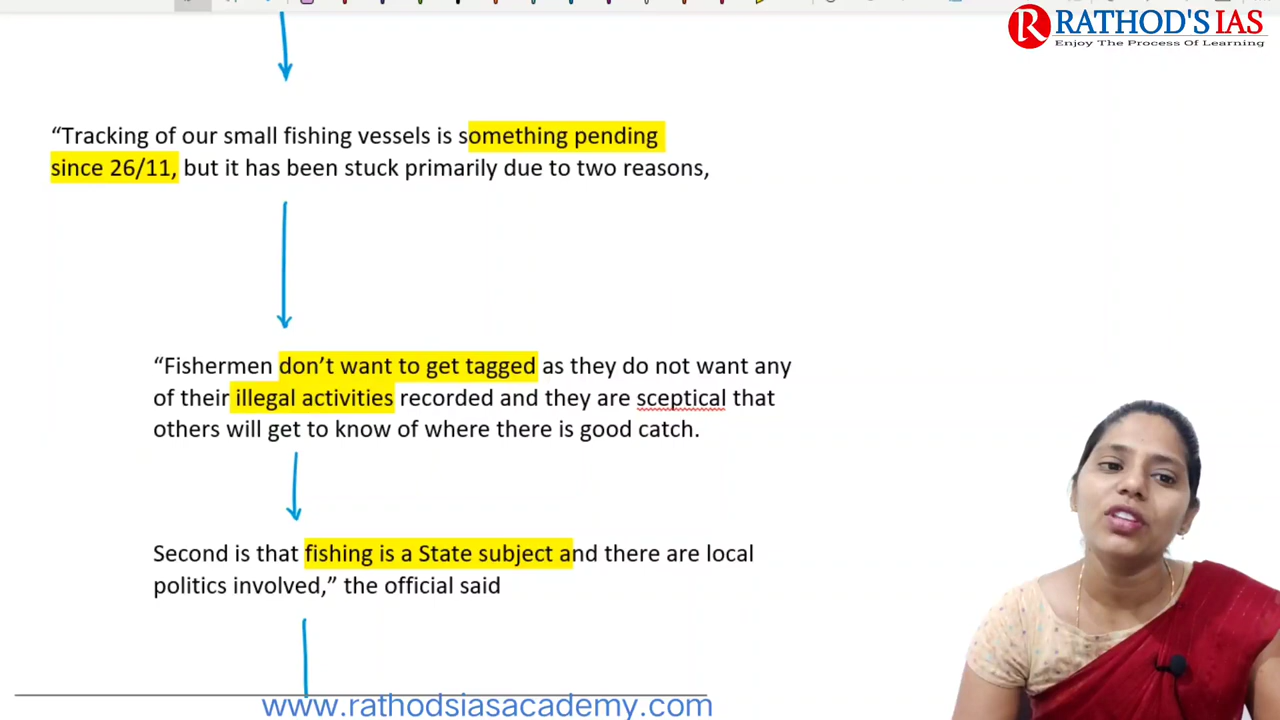 RATHOD'S IAS
Enjoy The Process Of Learning
“Tracking of our small fishing vessels is something pending
since 26/11, but it has been stuck primarily due to two reasons,
“Fishermen don’t want to get tagged as they do not want any
of their illegal activities recorded and they are sceptical that
others will get to know of where there is good catch.
Second is that fishing is a State subject and there are local
politics involved,” the official said
www.rathodsiasacademy.com